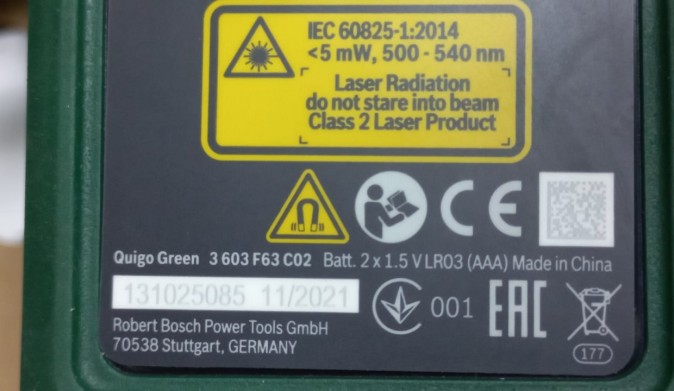 IEC 60825-1:2014
<5 mW, 500 - 540 nm
Laser Radiation
do not stare into beam
Class 2 Laser Product
CE
Quigo Green 3 603 F63 C02 Batt. 2 x 1.5 V LR03 (AAA) Made in China
131025085 11/2021
001 EAC
Robert Bosch Power Tools GmbH
70538 Stuttgart, GERMANY
177